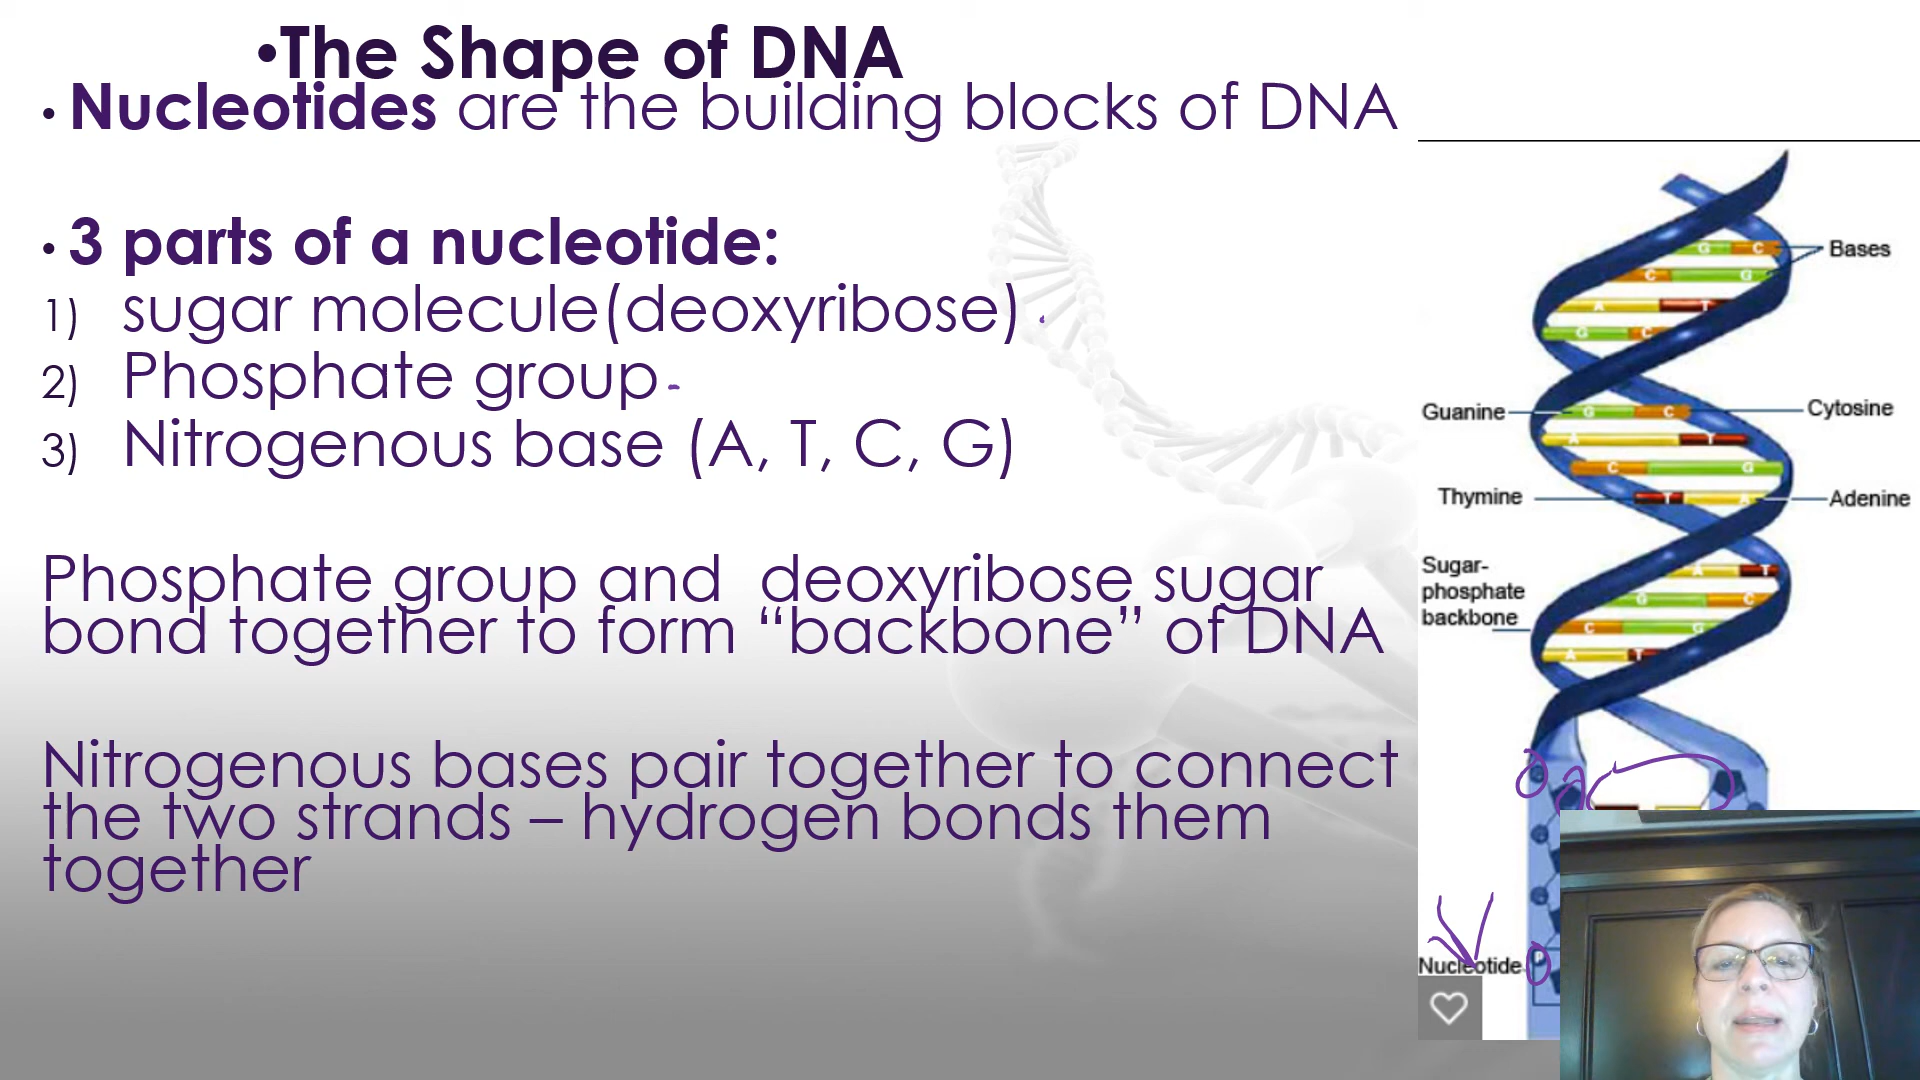 •The Shape of DNA
• Nucleotides are the building blocks of DNA
• 3 parts of a nucleotide:
1) sugar molecule(deoxyribose)
2) Phosphate group
3) Nitrogenous base (A, T, C, G)
Phosphate group and deoxyribose sugar
bond together to form “backbone” of DNA
Nitrogenous bases pair together to connect
the two strands – hydrogen bonds them
together
G C
Bases
C G
A T
G C
Guanine
G C
Cytosine
A T
C G
Thymine
T A
Adenine
Sugar-
phosphate
backbone
A T
G C
C G
A T
Nucleotide
P